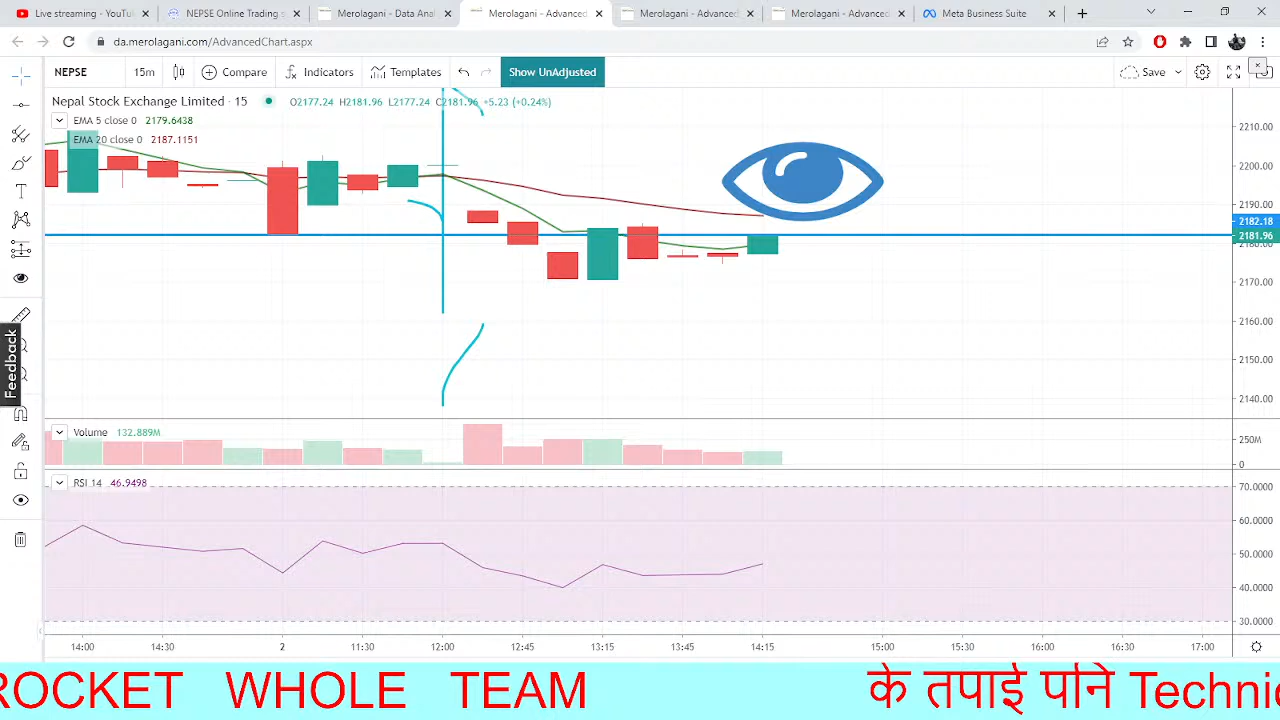 Live streaming - YouTu
NEPSE Online Trading s
Merolagani - Data Anal
Merolagani - Advanced
Merolagani - Advanced
Merolagani - Advanced
Meta Business Suite
da.merolagani.com/AdvancedChart.aspx
NEPSE 15m Compare Indicators Templates Show UnAdjusted Save
Nepal Stock Exchange Limited · 15 O2177.24 H2181.96 L2177.24 C2181.96 +5.23 (+0.24%)
EMA 5 close 0 2179.6438
EMA 20 close 0 2187.1151
2210.00
2200.00
2190.00
2182.18
2181.96
2180.00
2170.00
2160.00
2150.00
2140.00
Feedback
Volume 132.889M
250M
0
RSI 14 46.9498
70.0000
60.0000
50.0000
40.0000
30.0000
14:00 14:30 2 11:30 12:00 12:45 13:15 13:45 14:15 15:00 15:30 16:00 16:30 17:00
ROCKET WHOLE TEAM के तपाई पनि Technic